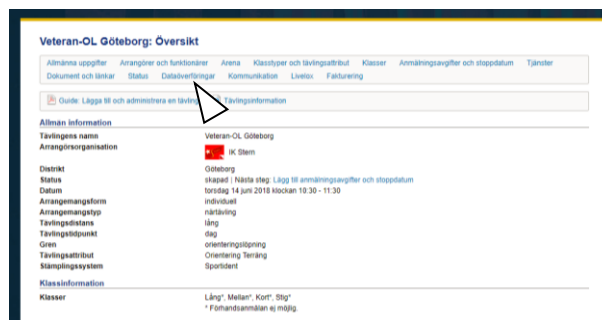 Veteran-OL Göteborg: Översikt
Allmänna uppgifter Arrangörer och funktionärer Arena Klasstyper och tävlingsattribut Klasser Anmälningsavgifter och stoppdatum Tjänster
Dokument och länkar Status Dataöverföringar Kommunikation Livelox Fakturering
Guide: Lägga till och administrera en tävling Tävlingsinformation
Allmän information
Tävlingens namn Veteran-OL Göteborg
Arrangörsorganisation IK Stern
Distrikt Göteborg
Status skapad | Nästa steg: Lägg till anmälningsavgifter och stoppdatum
Datum torsdag 14 juni 2018 klockan 10:30 - 11:30
Arrangemangsform individuell
Arrangemangstyp närtävling
Tävlingsdistans lång
Tävlingstidpunkt dag
Gren orienteringslöpning
Tävlingsattribut Orientering Terräng
Stämplingssystem Sportident
Klassinformation
Klasser Lång*, Mellan*, Kort*, Stig*
* Förhandsanmälan ej möjlig.